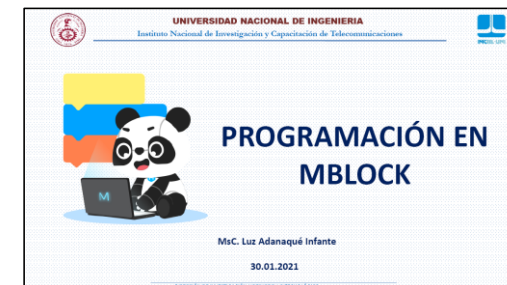 UNIVERSIDAD NACIONAL DE INGENIERIA
Instituto Nacional de Investigación y Capacitación de Telecomunicaciones
PROGRAMACIÓN EN
MBLOCK
M
MsC. Luz Adanaqué Infante
30.01.2021